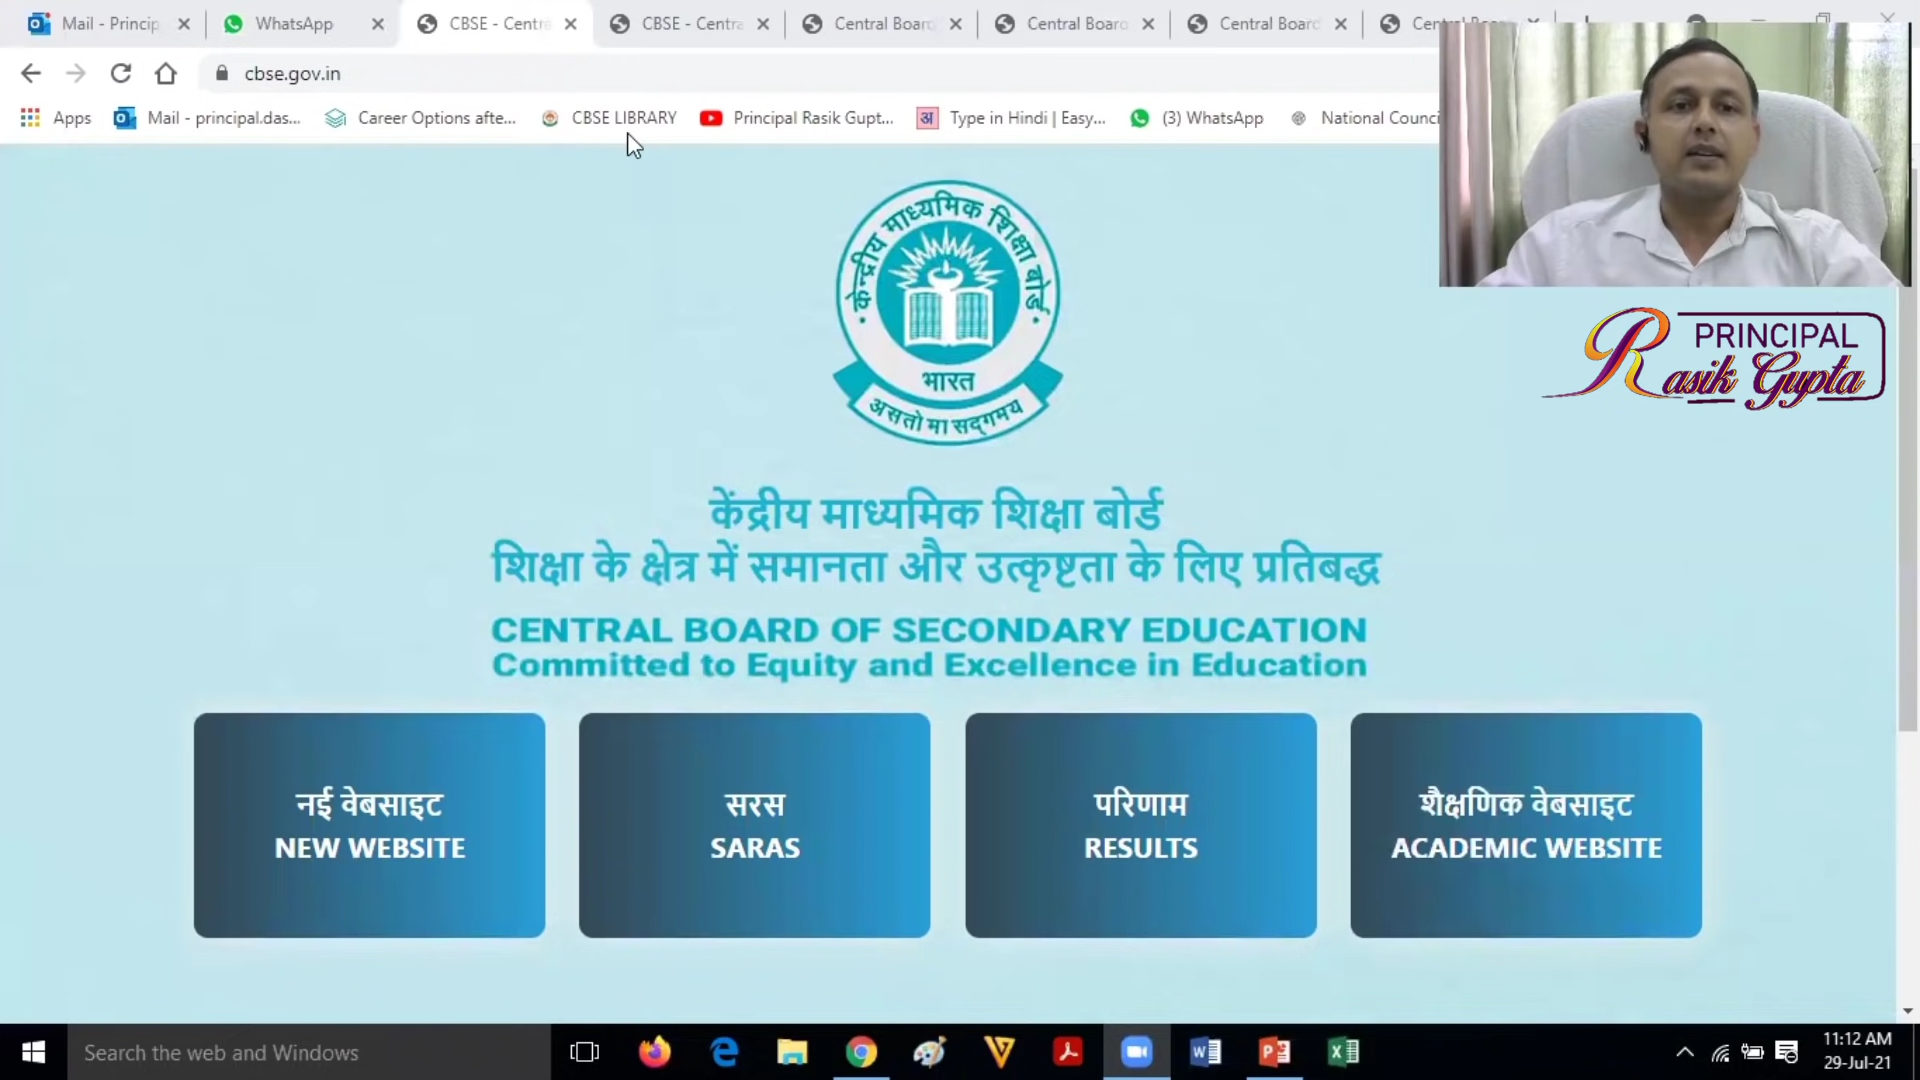 Mail - Princip
WhatsApp
CBSE - Centr
CBSE - Centra
Central Board
Central Board
Central Board
cbse.gov.in
Apps
Mail - principal.das...
Career Options afte...
CBSE LIBRARY
Principal Rasik Gupt...
अ
Type in Hindi | Easy...
(3) WhatsApp
National Counci
केन्द्रीय माध्यमिक शिक्षा बोर्ड
भारत
असतो मा सद्गमय
PRINCIPAL
Rasik Gupta
केंद्रीय माध्यमिक शिक्षा बोर्ड
शिक्षा के क्षेत्र में समानता और उत्कृष्टता के लिए प्रतिबद्ध
CENTRAL BOARD OF SECONDARY EDUCATION
Committed to Equity and Excellence in Education
नई वेबसाइट
NEW WEBSITE
सरस
SARAS
परिणाम
RESULTS
शैक्षणिक वेबसाइट
ACADEMIC WEBSITE
Search the web and Windows
11:12 AM
29-Jul-21